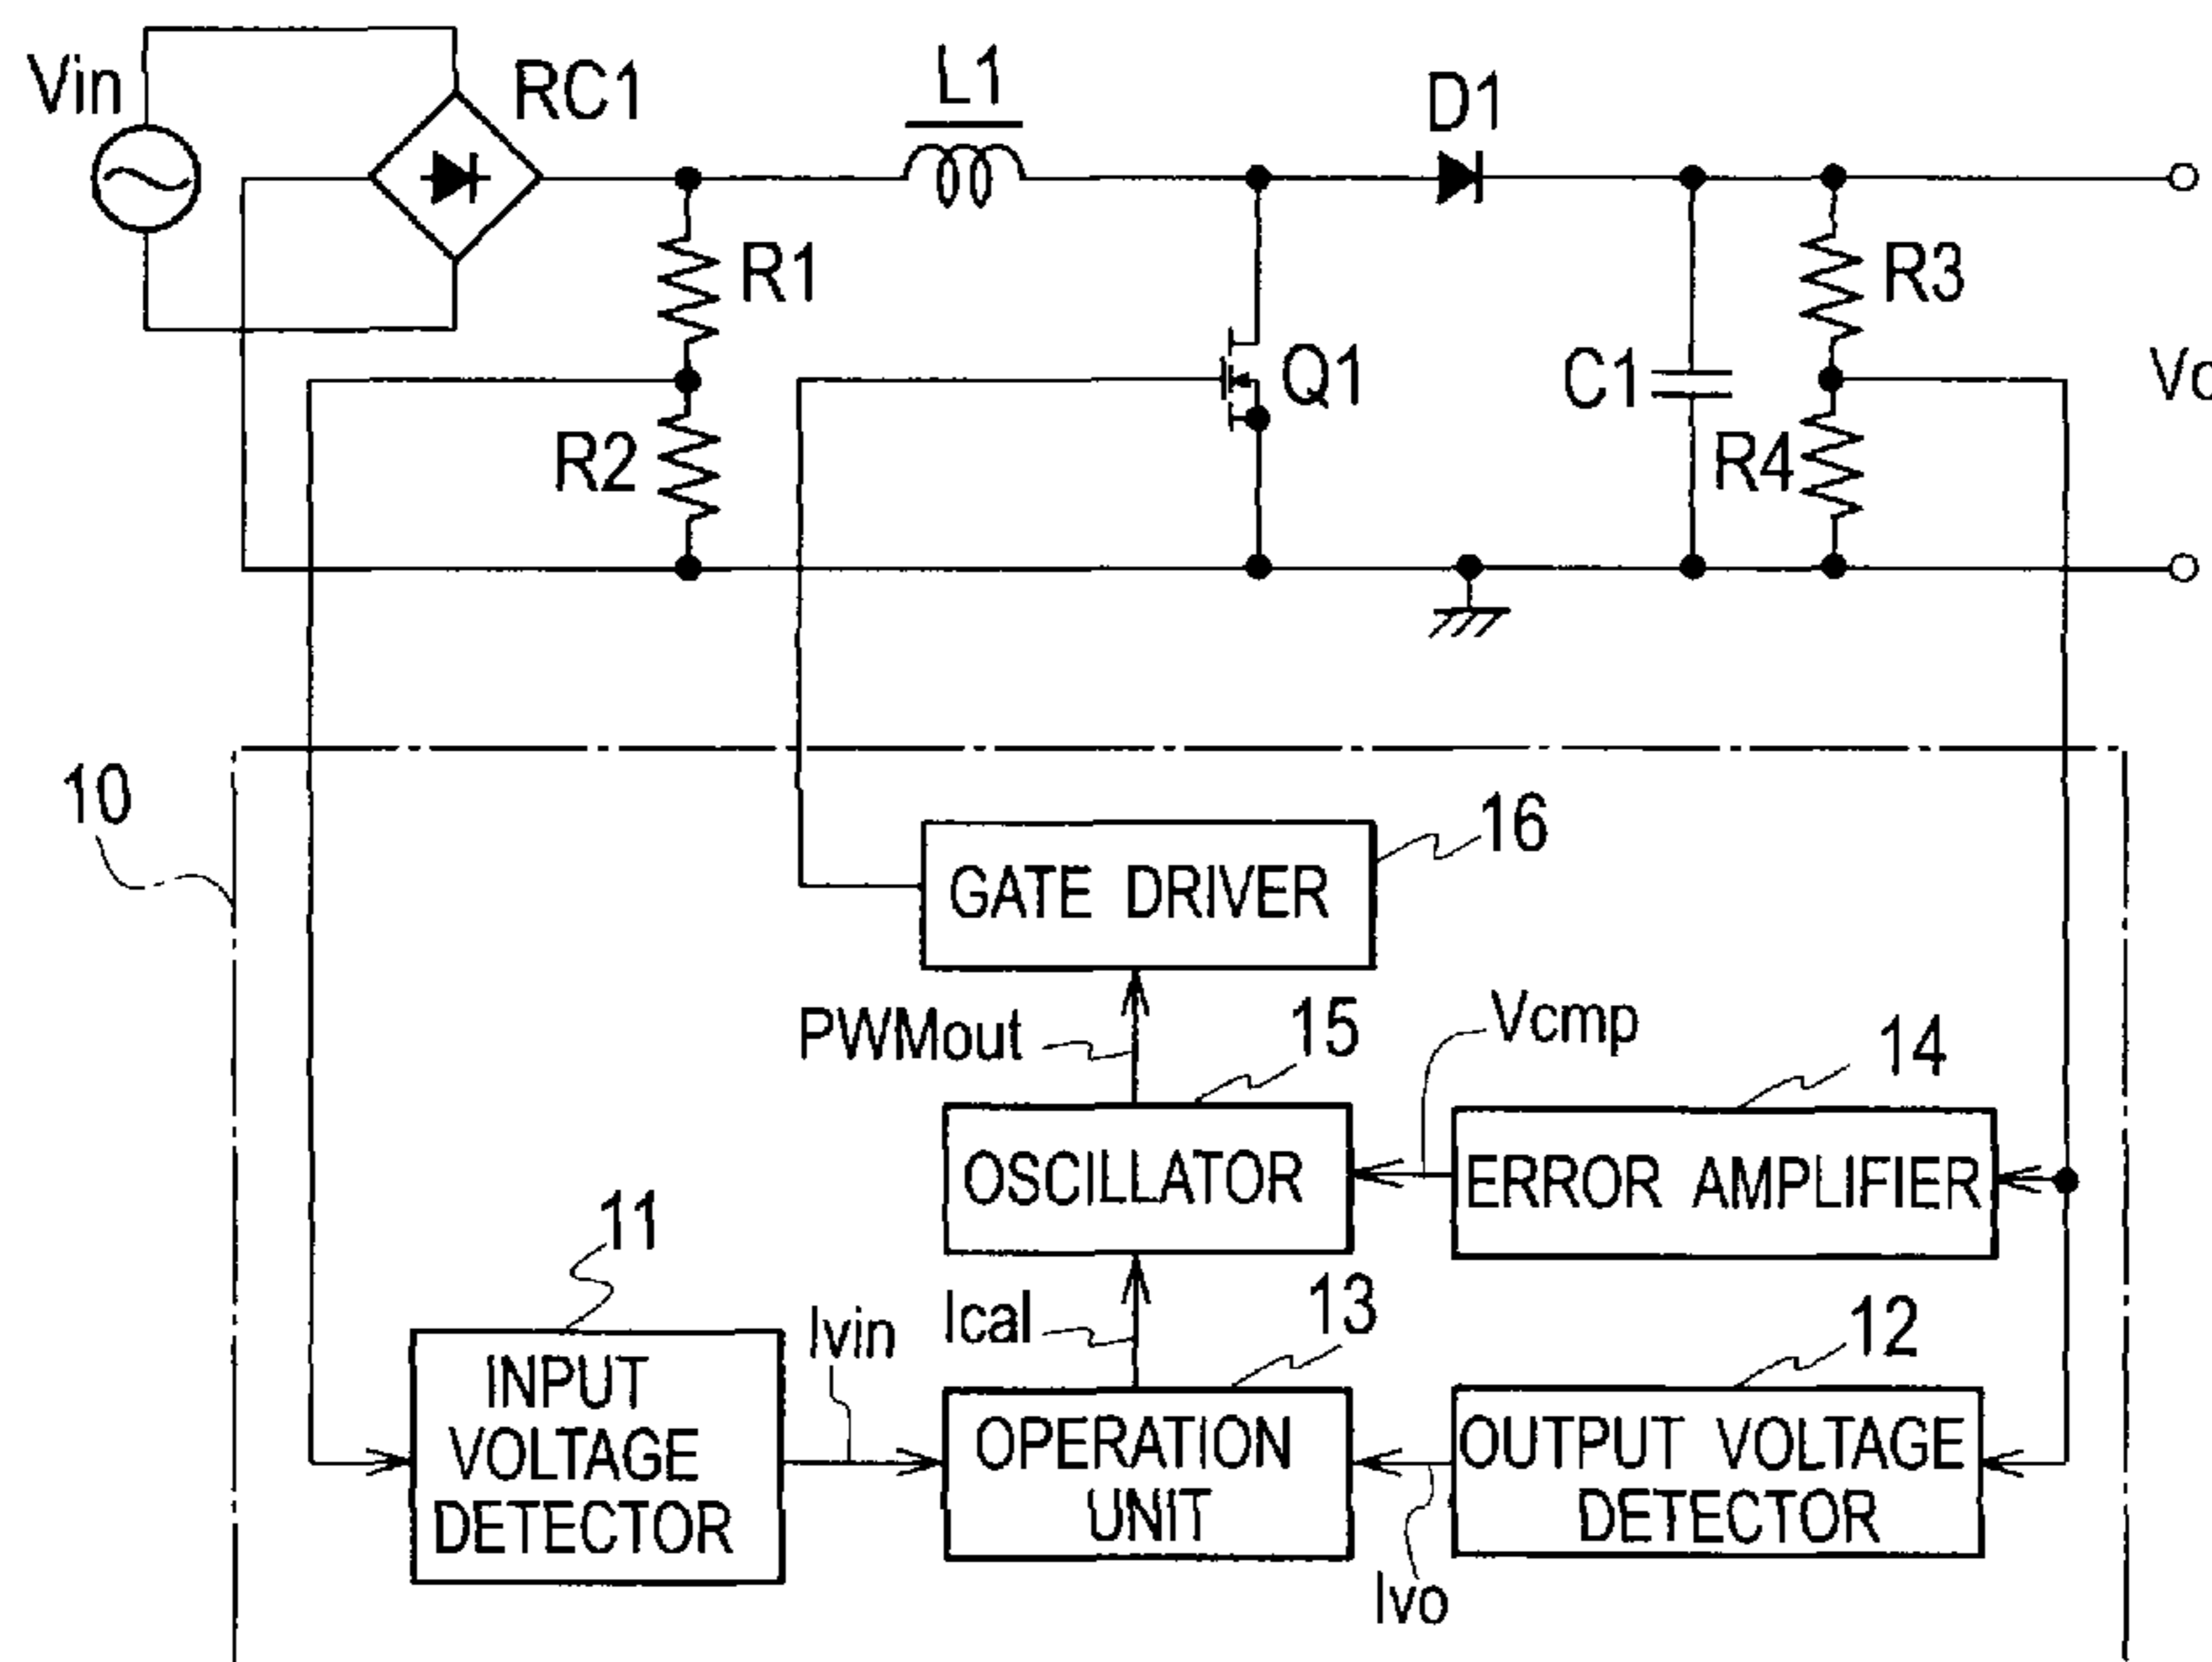 Vin
RC1
L1
D1
R1
R3
Q1
C1
R2
R4
10
16
GATE DRIVER
PWMout
15
Vcmp
14
OSCILLATOR
ERROR AMPLIFIER
11
Ivin
Ical
13
12
INPUT
VOLTAGE
DETECTOR
OPERATION
UNIT
OUTPUT VOLTAGE
DETECTOR
Ivo